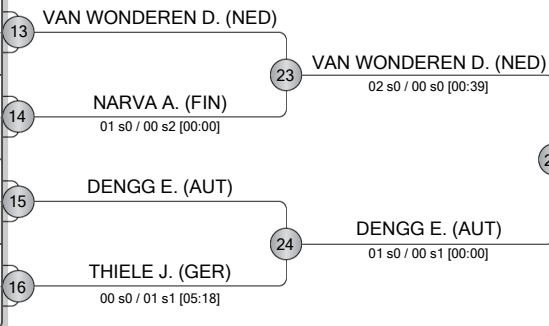 13
VAN WONDEREN D. (NED)
23
VAN WONDEREN D. (NED)
02 s0 / 00 s0 [00:39]
14
NARVA A. (FIN)
01 s0 / 00 s2 [00:00]
15
DENGG E. (AUT)
24
DENGG E. (AUT)
01 s0 / 00 s1 [00:00]
16
THIELE J. (GER)
00 s0 / 01 s1 [05:18]